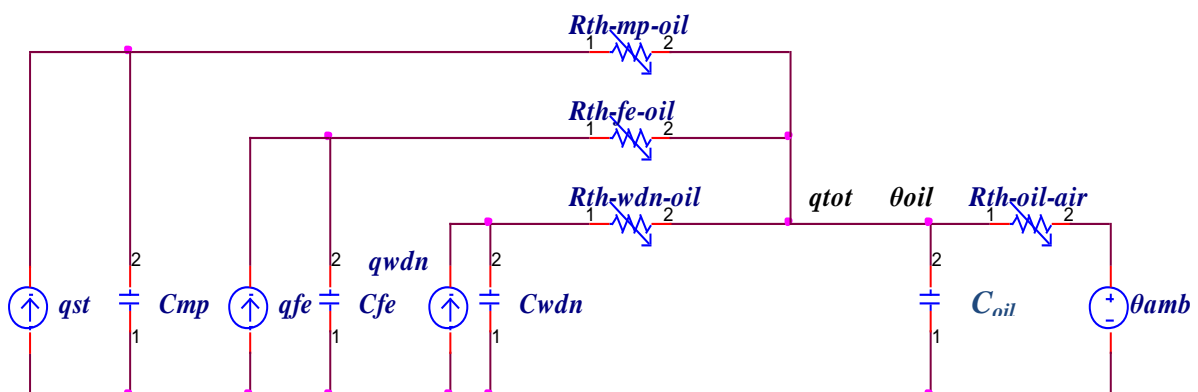 Rth-mp-oil
1 2
Rth-fe-oil
1 2
Rth-wdn-oil qtot θoil Rth-oil-air
1 2 1 2
2 2 qwdn 2 2
qst Cmp qfe Cfe Cwdn Coil + − θamb
1 1 1 1